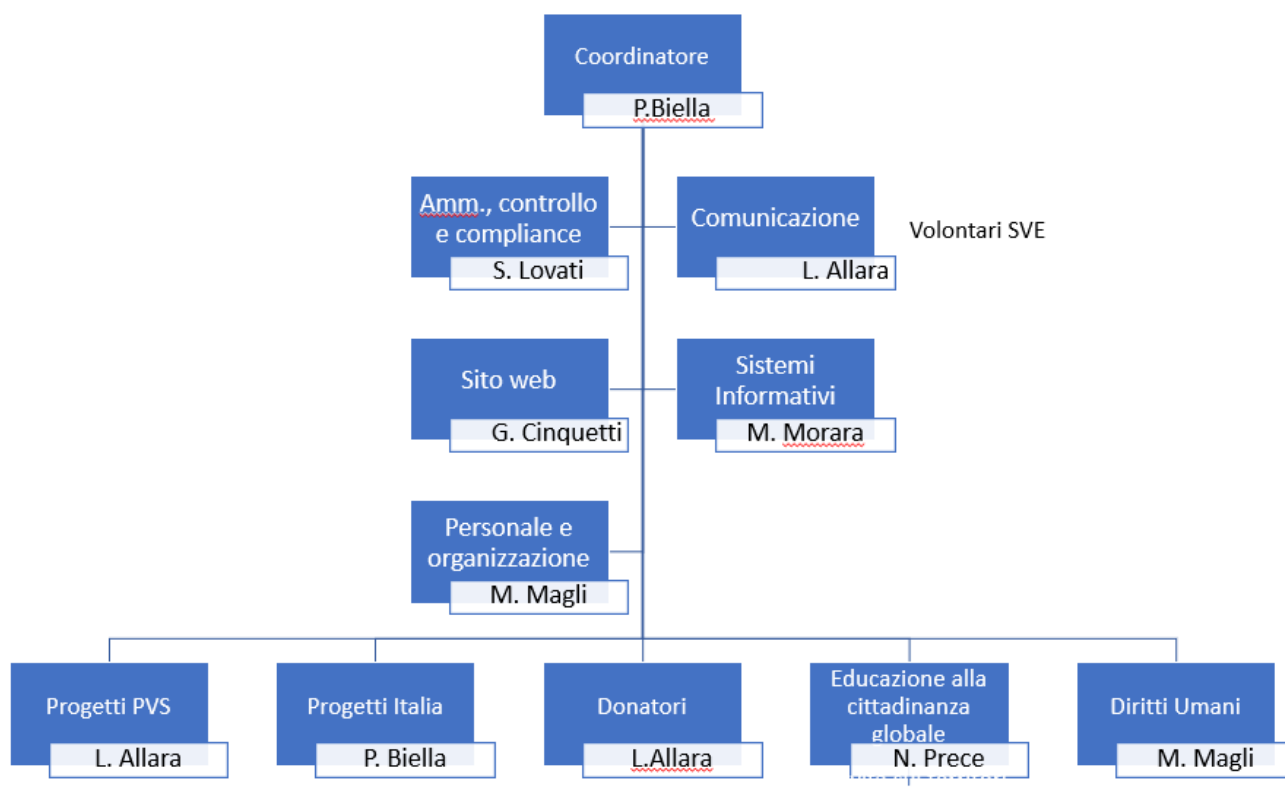 Coordinatore
P.Biella
Amm., controllo
e compliance
S. Lovati
Comunicazione
L. Allara
Volontari SVE
Sito web
G. Cinquetti
Sistemi
Informativi
M. Morara
Personale e
organizzazione
M. Magli
Progetti PVS
L. Allara
Progetti Italia
P. Biella
Donatori
L.Allara
Educazione alla
cittadinanza
globale
N. Prece
Diritti Umani
M. Magli